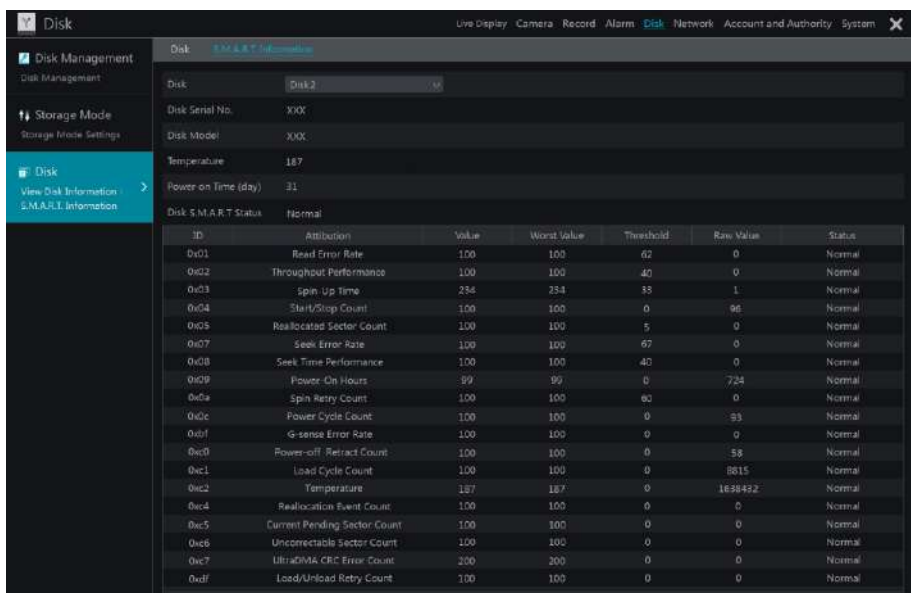 Disk
Live Display Camera Record Alarm Disk Network Account and Authority System
Disk Management
Disk Management
Storage Mode
Storage Mode Settings
Disk
View Disk Information
S.M.A.R.T. Information
Disk S.M.A.R.T Information
Disk Disk2
Disk Serial No. XXX
Disk Model XXX
Temperature 187
Power on Time (day) 31
Disk S.M.A.R.T Status Normal
ID Attibution Value Worst Value Threshold Raw Value Status
0x01 Read Error Rate 100 100 62 0 Normal
0x02 Throughput Performance 100 100 40 0 Normal
0x03 Spin-Up Time 234 234 33 1 Normal
0x04 Start/Stop Count 100 100 0 96 Normal
0x05 Reallocated Sector Count 100 100 5 0 Normal
0x07 Seek Error Rate 100 100 67 0 Normal
0x08 Seek Time Performance 100 100 40 0 Normal
0x09 Power-On Hours 99 99 0 724 Normal
0x0a Spin Retry Count 100 100 60 0 Normal
0x0c Power Cycle Count 100 100 0 93 Normal
0xbf G-sense Error Rate 100 100 0 0 Normal
0xc0 Power-off Retract Count 100 100 0 58 Normal
0xc1 Load Cycle Count 100 100 0 8815 Normal
0xc2 Temperature 187 187 0 1638432 Normal
0xc4 Reallocation Event Count 100 100 0 0 Normal
0xc5 Current Pending Sector Count 100 100 0 0 Normal
0xc6 Uncorrectable Sector Count 100 100 0 0 Normal
0xc7 UltraDMA CRC Error Count 200 200 0 0 Normal
0xdf Load/Unload Retry Count 100 100 0 0 Normal